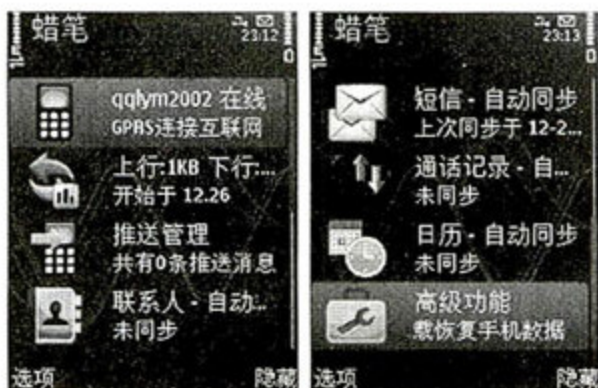 蜡笔
23:12
qqlym2002 在线
GPRS连接互联网
上行:1KB 下行:...
开始于 12.26
推送管理
共有0条推送消息
联系人 - 自动...
未同步
选项 隐藏
蜡笔
23:13
短信 - 自动同步
上次同步于 12-2...
通话记录 - 自...
未同步
日历 - 自动同步
未同步
高级功能
载恢复手机数据
选项 隐藏